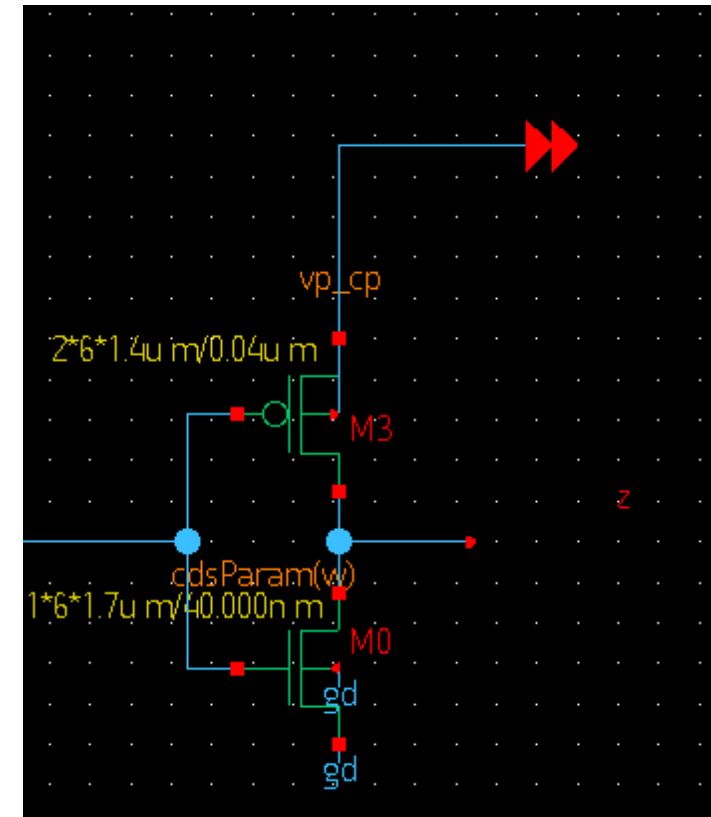 vp_cp
2*6*1.4u m/0.04u m
M3
z
cdsParam(w)
1*6*1.7u m/40.000n m
M0
gd
gd